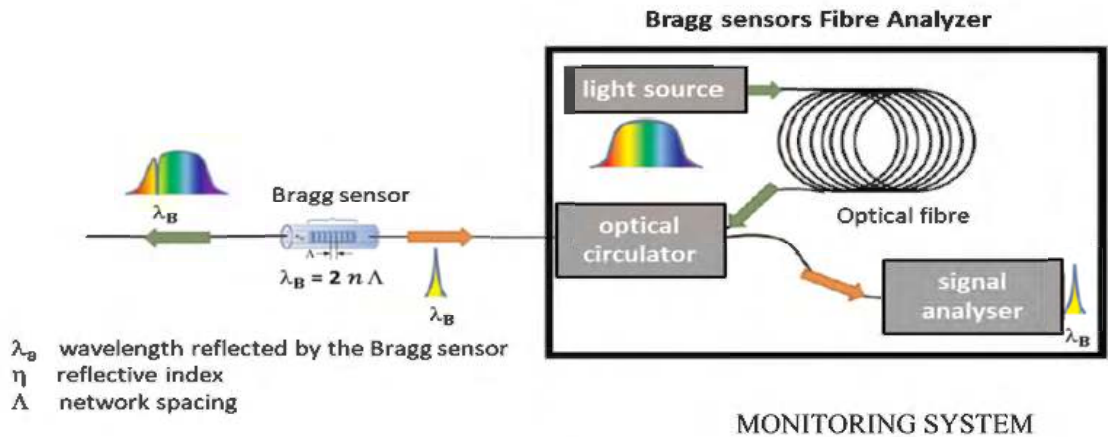 Bragg sensors Fibre Analyzer
light source
λB
Bragg sensor
Optical fibre
optical
circulator
Λ
λB = 2 n Λ
λB
signal
analyser
λB
λB wavelength reflected by the Bragg sensor
η reflective index
Λ network spacing
MONITORING SYSTEM